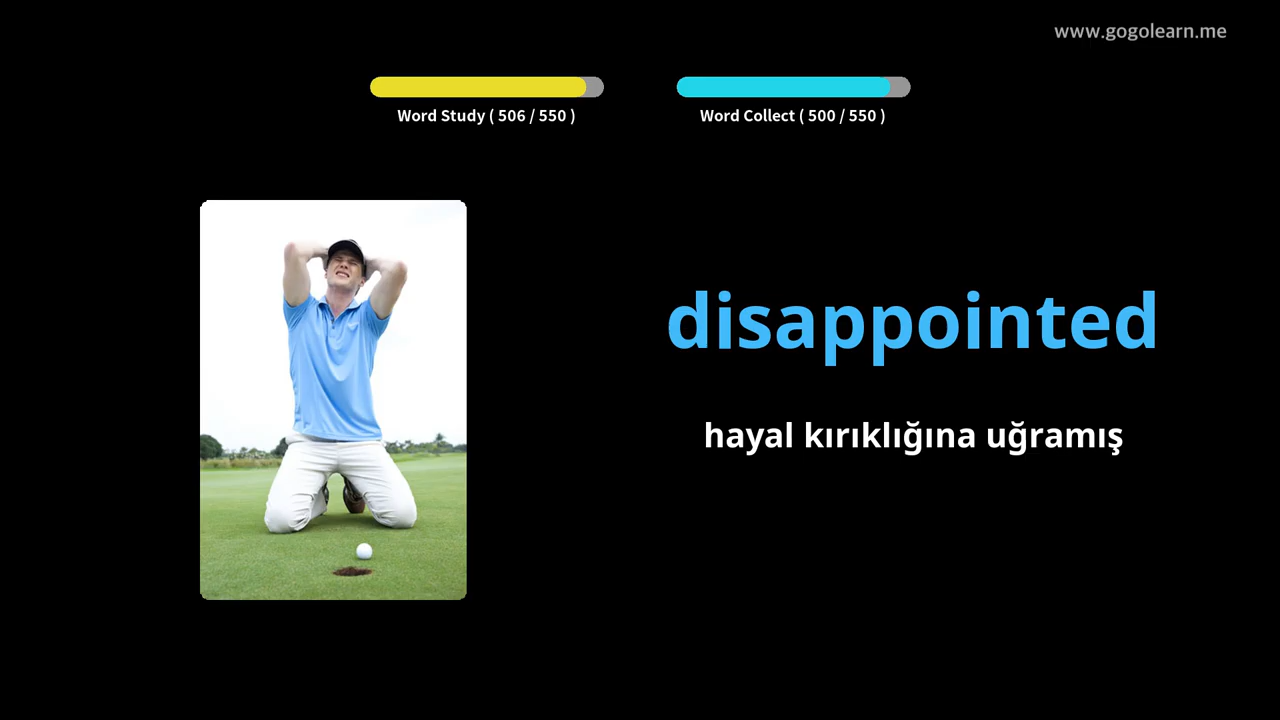 www.gogolearn.me
Word Study ( 506 / 550 )
Word Collect ( 500 / 550 )
disappointed
hayal kırıklığına uğramış